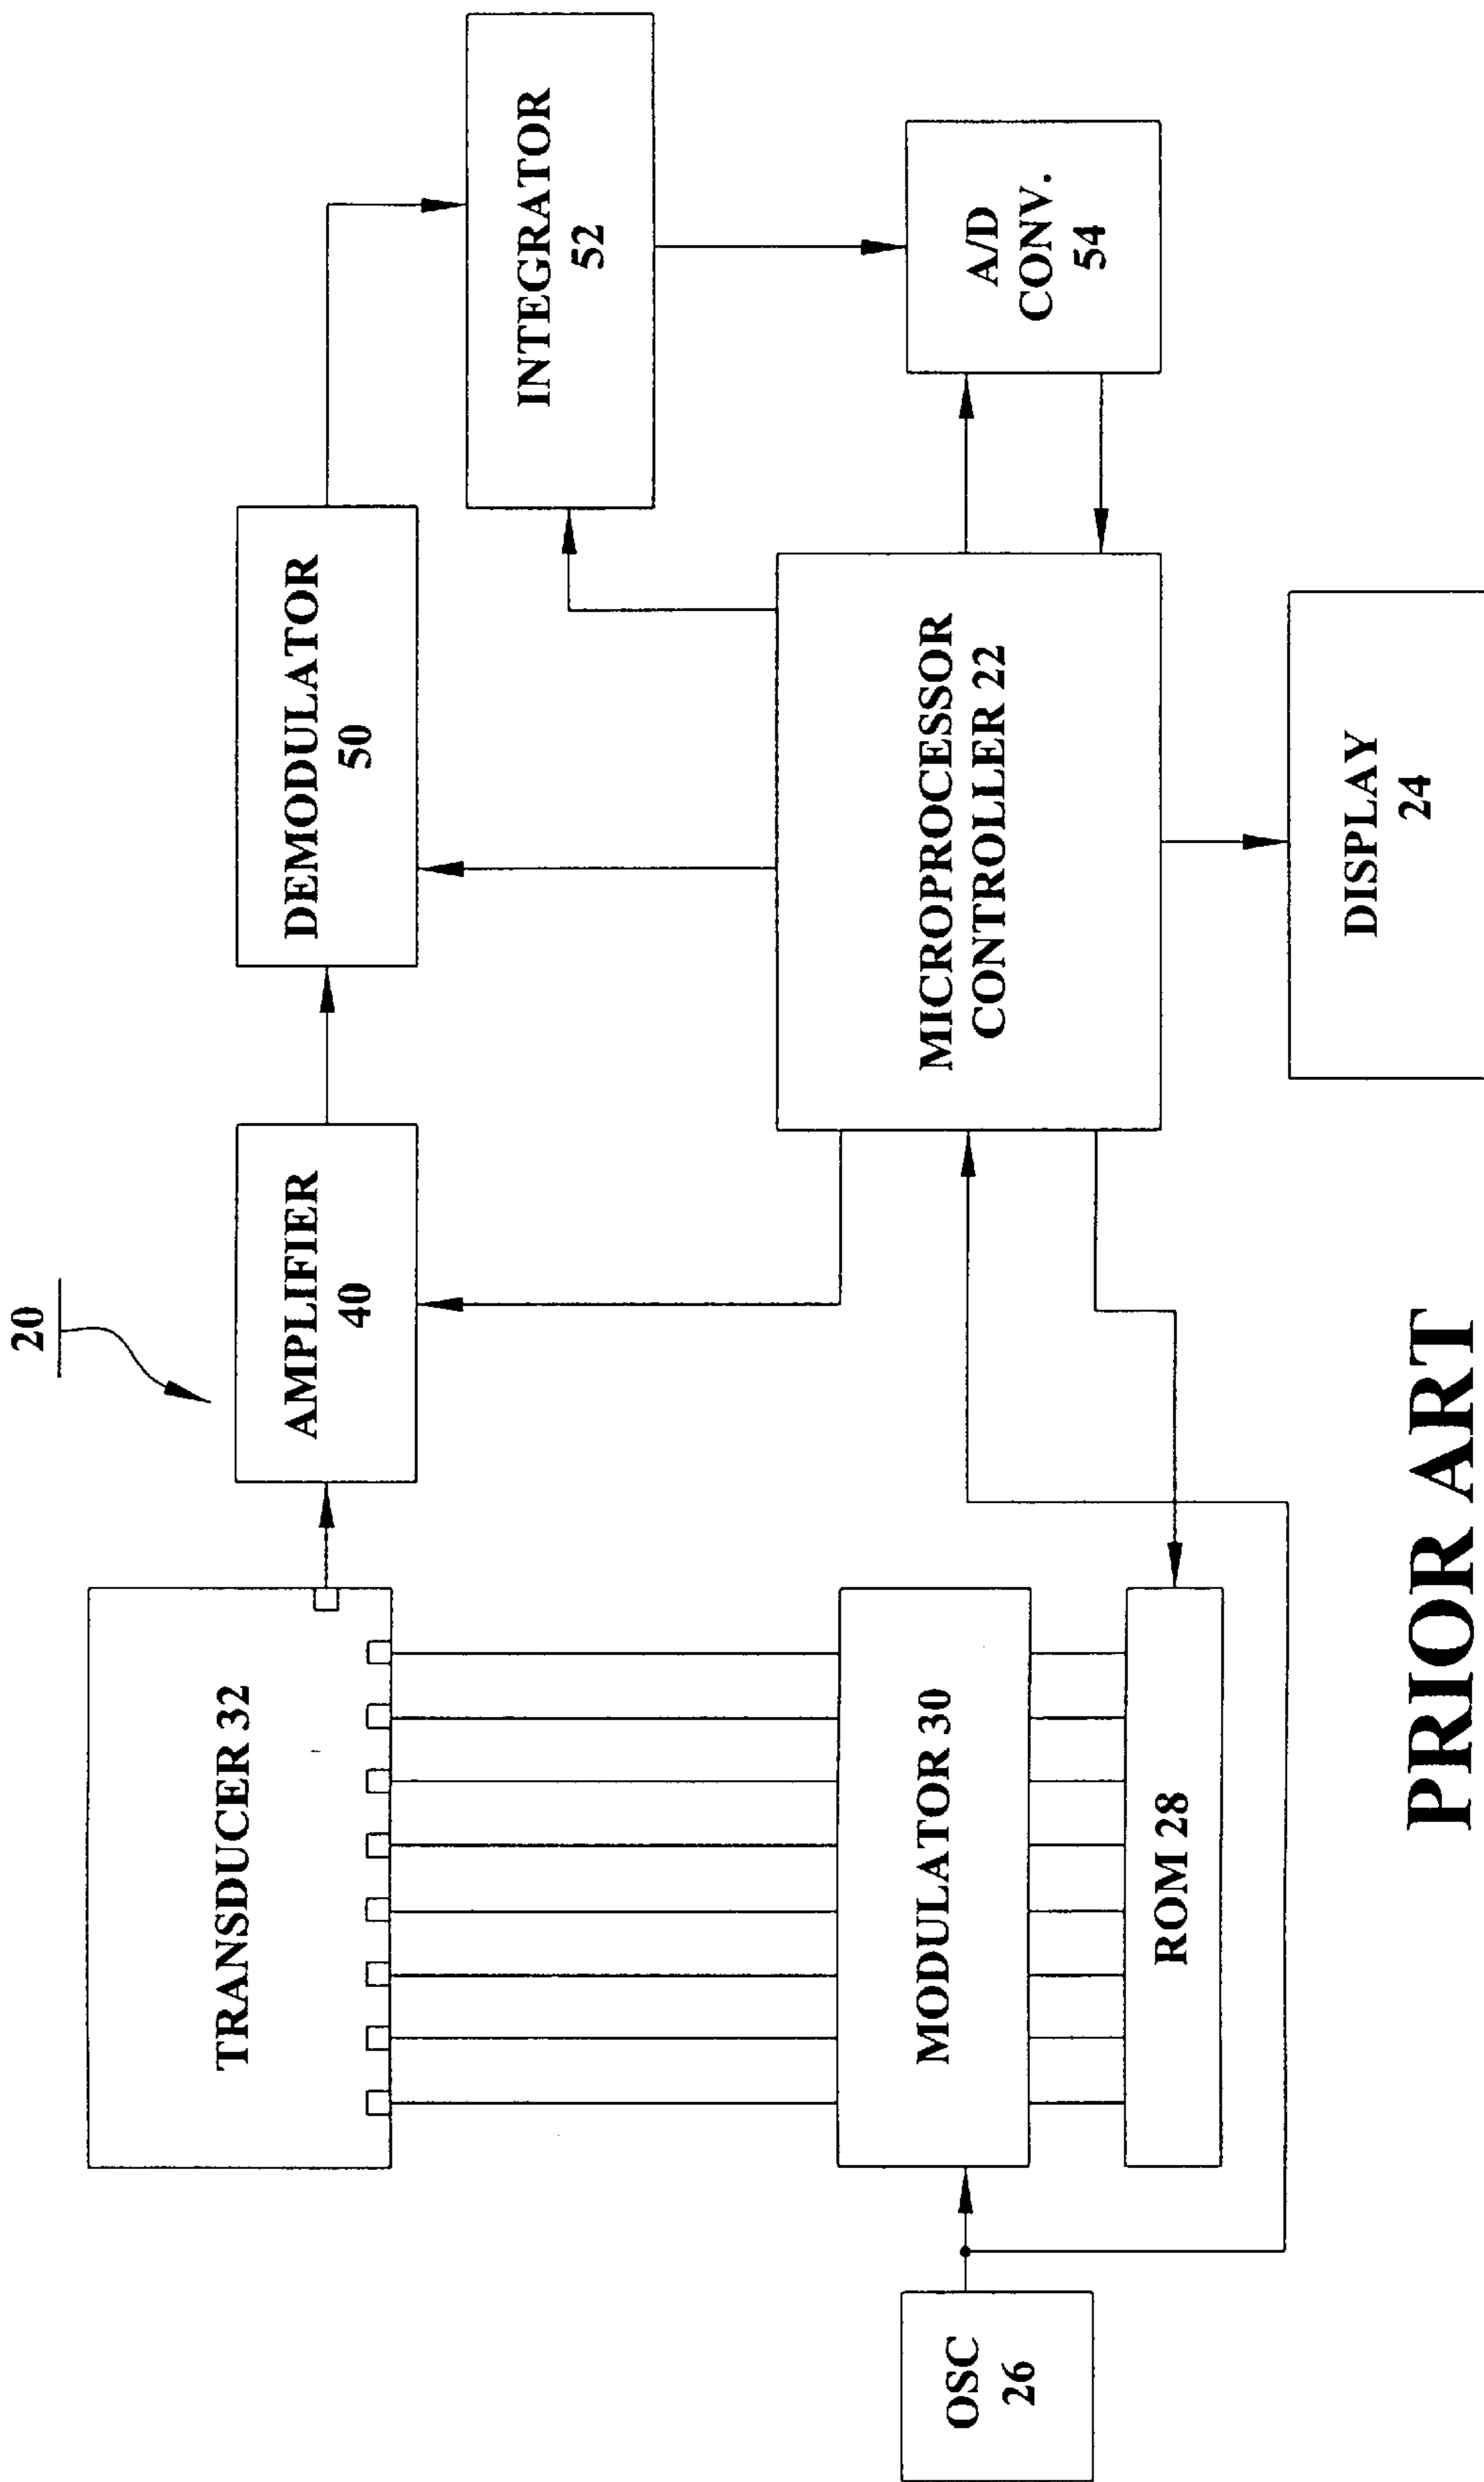 20
TRANSDUCER 32
AMPLIFIER
40
DEMODULATOR
50
INTEGRATOR
52
OSC
26
MODULATOR 30
ROM 28
MICROPROCESSOR
CONTROLLER 22
A/D
CONV.
54
DISPLAY
24
PRIOR ART